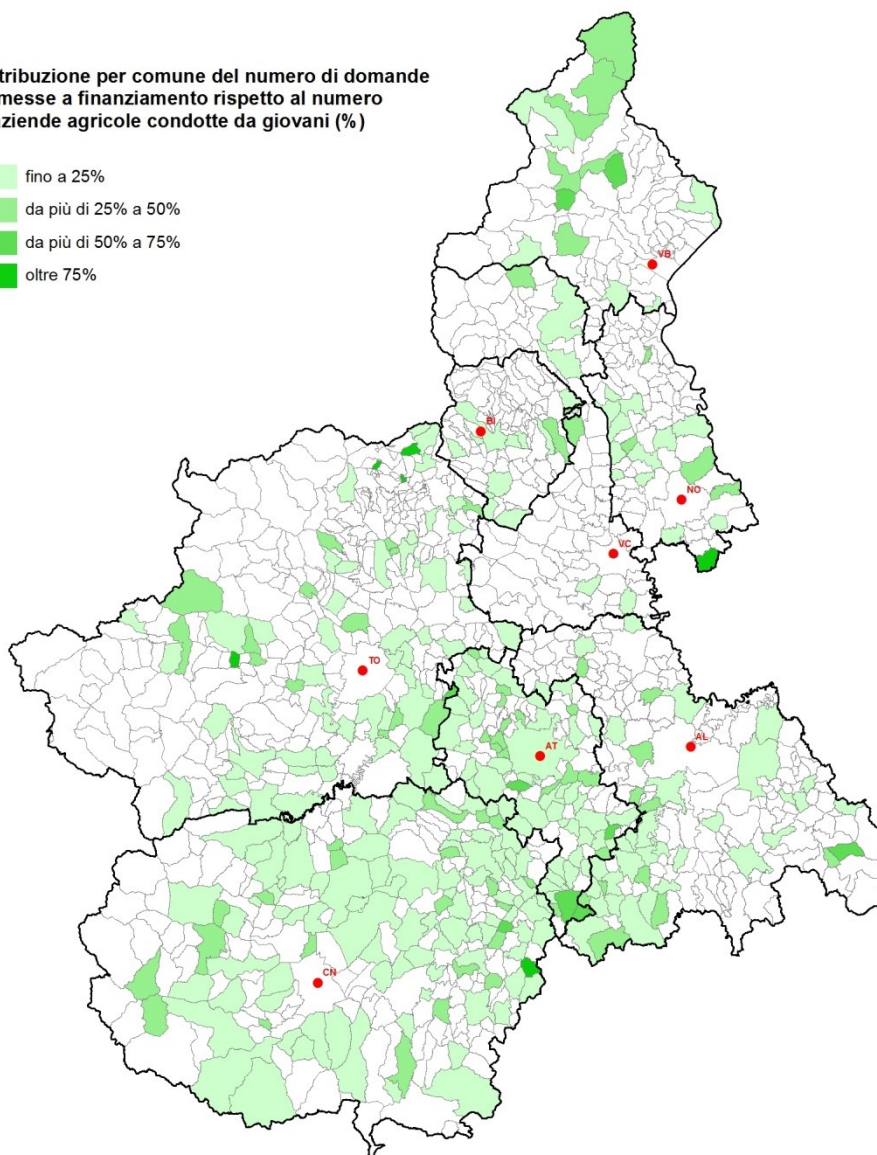 tribuzione per comune del numero di domande
messe a finanziamento rispetto al numero
aziende agricole condotte da giovani (%)
fino a 25%
da più di 25% a 50%
da più di 50% a 75%
oltre 75%
VB
BI
NO
VC
TO
AT
AL
CN